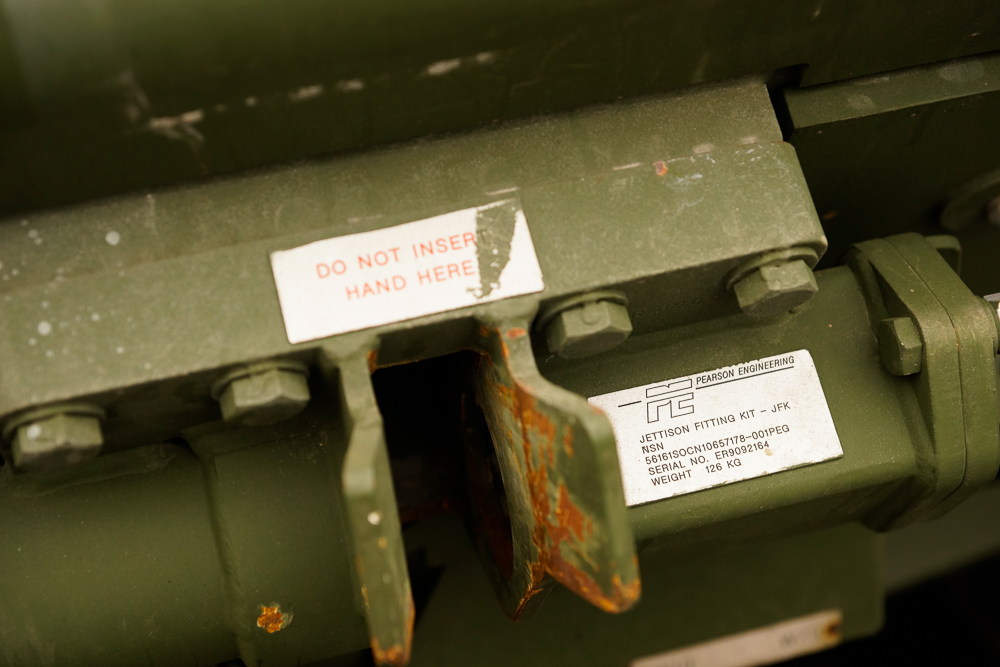 DO NOT INSER
HAND HERE
PEARSON ENGINEERING
JETTISON FITTING KIT - JFK
NSN
56161SOCN10657178-001PEG
SERIAL NO. ER9092164
WEIGHT 126 KG